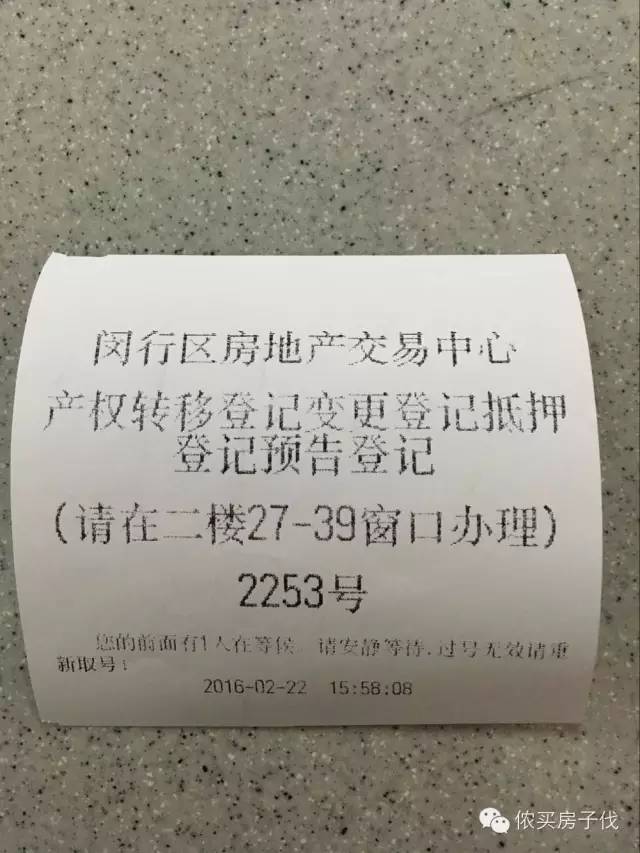 闵行区房地产交易中心
产权转移登记变更登记抵押
登记预告登记
(请在二楼27-39窗口办理)
2253号
您的前面有1人在等候，请安静等待,过号无效请重
新取号!
2016-02-22 15:58:08
侬买房子伐